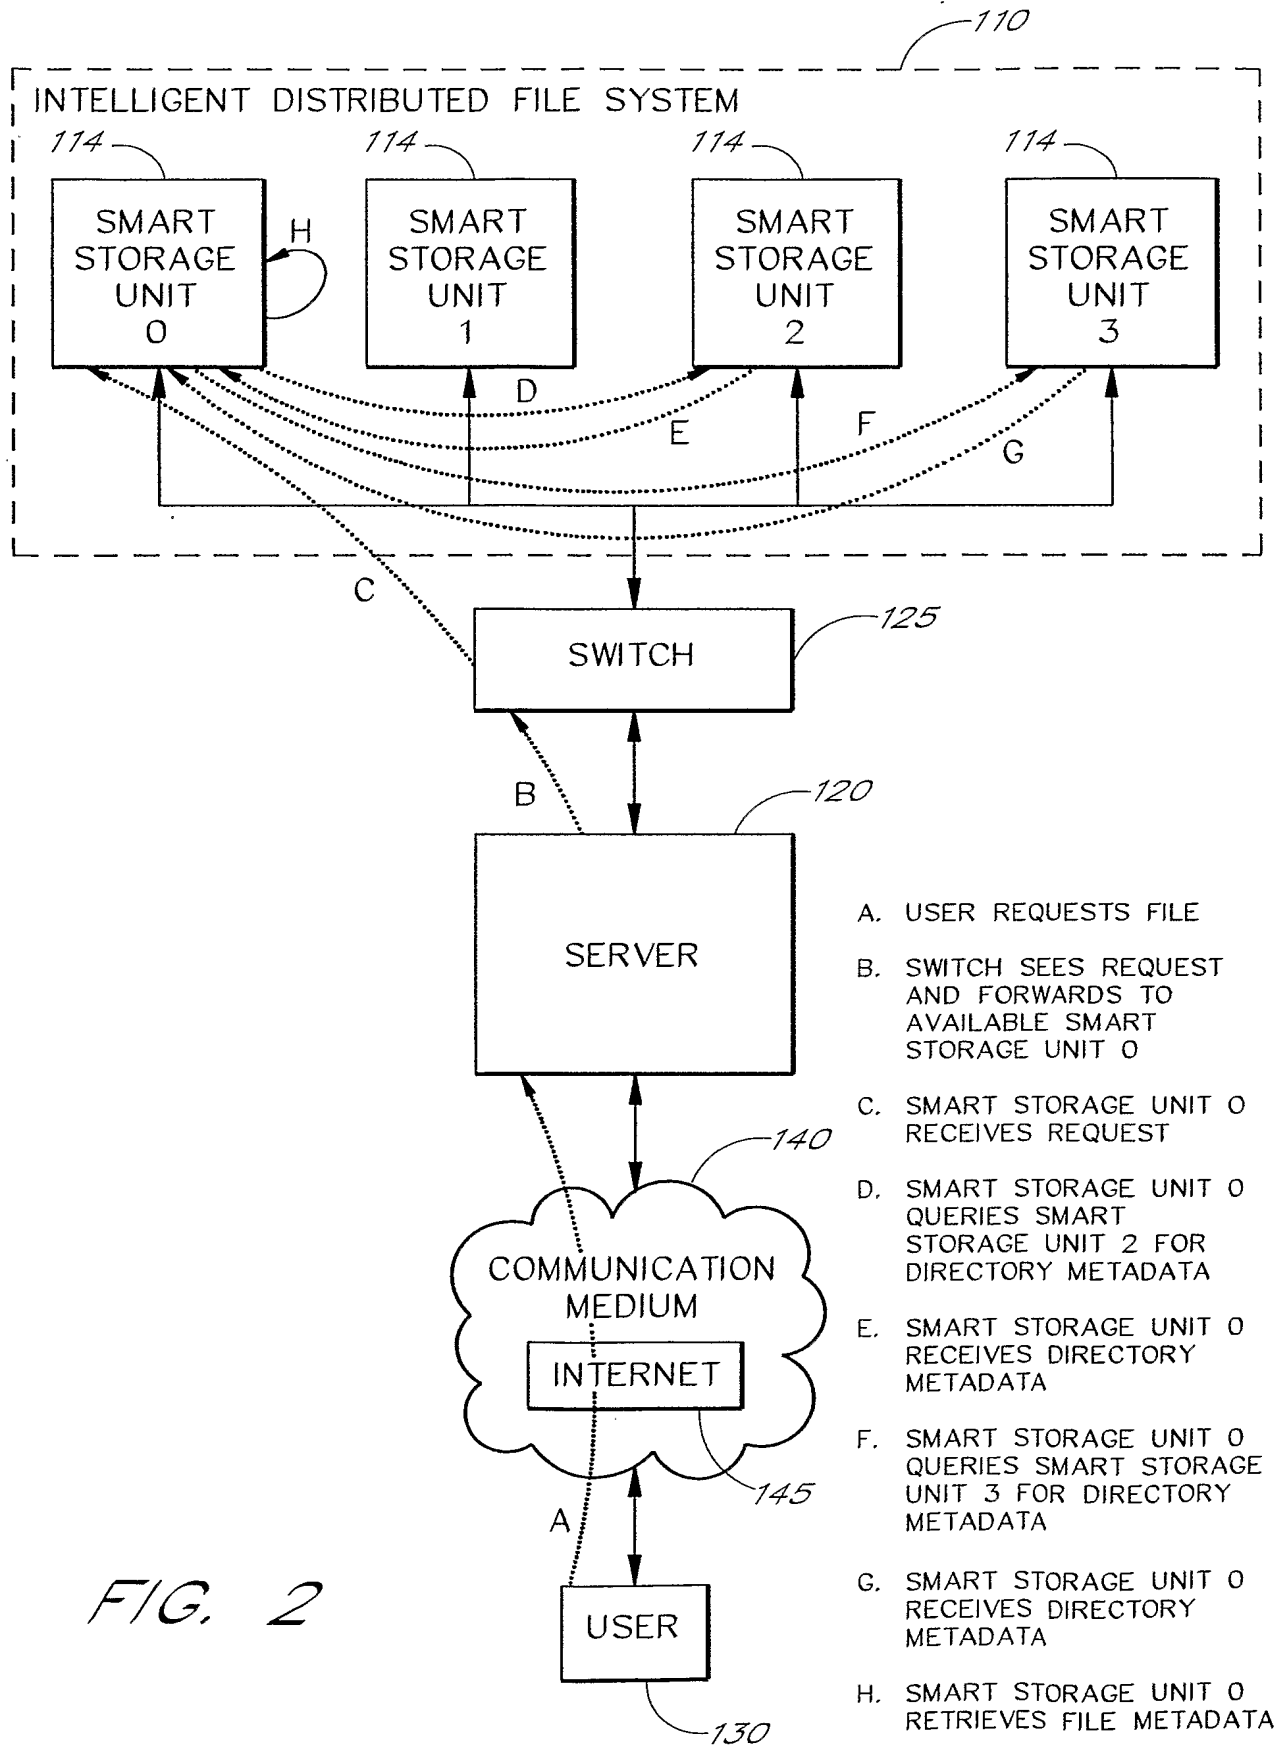 110
INTELLIGENT DISTRIBUTED FILE SYSTEM
114 114 114 114
SMART
STORAGE
UNIT
0
H
SMART
STORAGE
UNIT
1
SMART
STORAGE
UNIT
2
SMART
STORAGE
UNIT
3
D
E
F
G
C
125
SWITCH
B
120
SERVER
140
COMMUNICATION
MEDIUM
INTERNET
145
A
USER
130
A. USER REQUESTS FILE
B. SWITCH SEES REQUEST
AND FORWARDS TO
AVAILABLE SMART
STORAGE UNIT 0
C. SMART STORAGE UNIT 0
RECEIVES REQUEST
D. SMART STORAGE UNIT 0
QUERIES SMART
STORAGE UNIT 2 FOR
DIRECTORY METADATA
E. SMART STORAGE UNIT 0
RECEIVES DIRECTORY
METADATA
F. SMART STORAGE UNIT 0
QUERIES SMART STORAGE
UNIT 3 FOR DIRECTORY
METADATA
G. SMART STORAGE UNIT 0
RECEIVES DIRECTORY
METADATA
H. SMART STORAGE UNIT 0
RETRIEVES FILE METADATA
FIG. 2